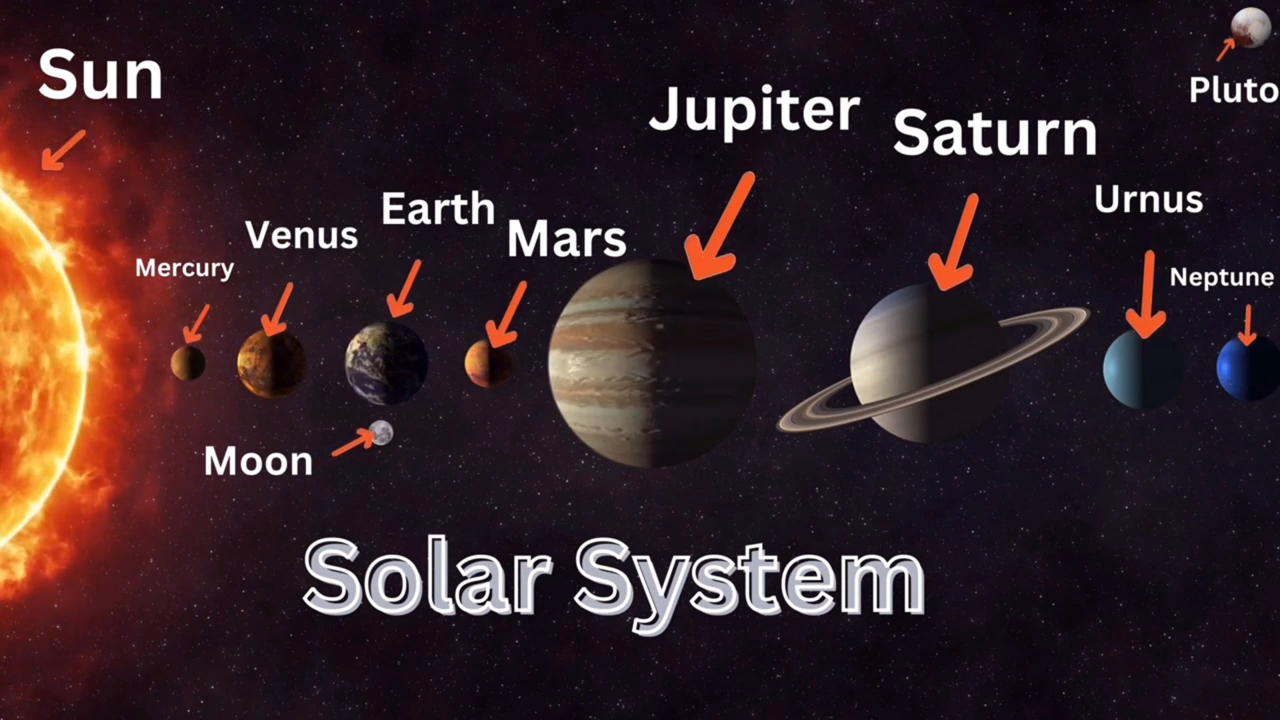 Sun
Pluto
Jupiter
Saturn
Urnus
Earth
Mars
Venus
Mercury
Neptune
Moon
Solar System